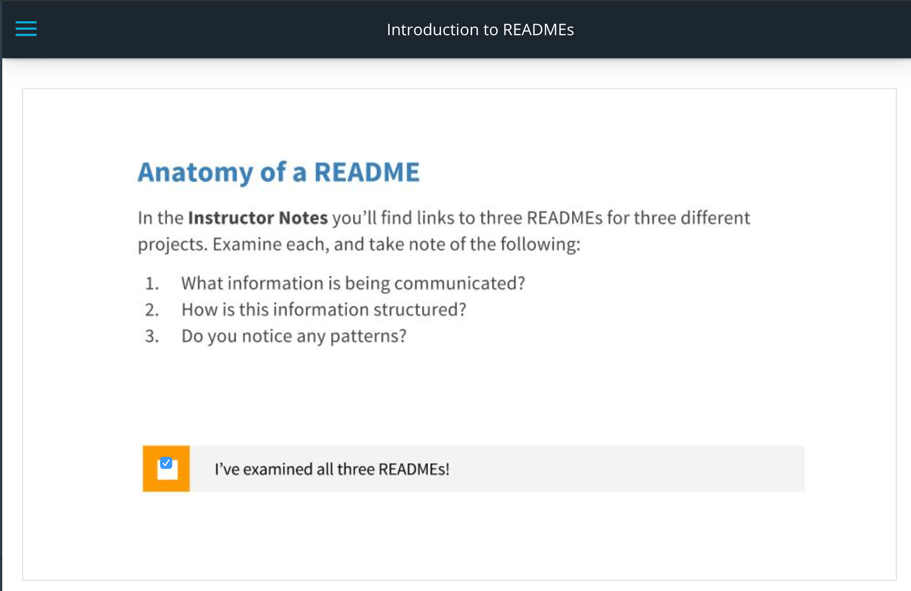 Introduction to READMEs
Anatomy of a README
In the Instructor Notes you’ll find links to three READMEs for three different
projects. Examine each, and take note of the following:
1. What information is being communicated?
2. How is this information structured?
3. Do you notice any patterns?
I’ve examined all three READMEs!